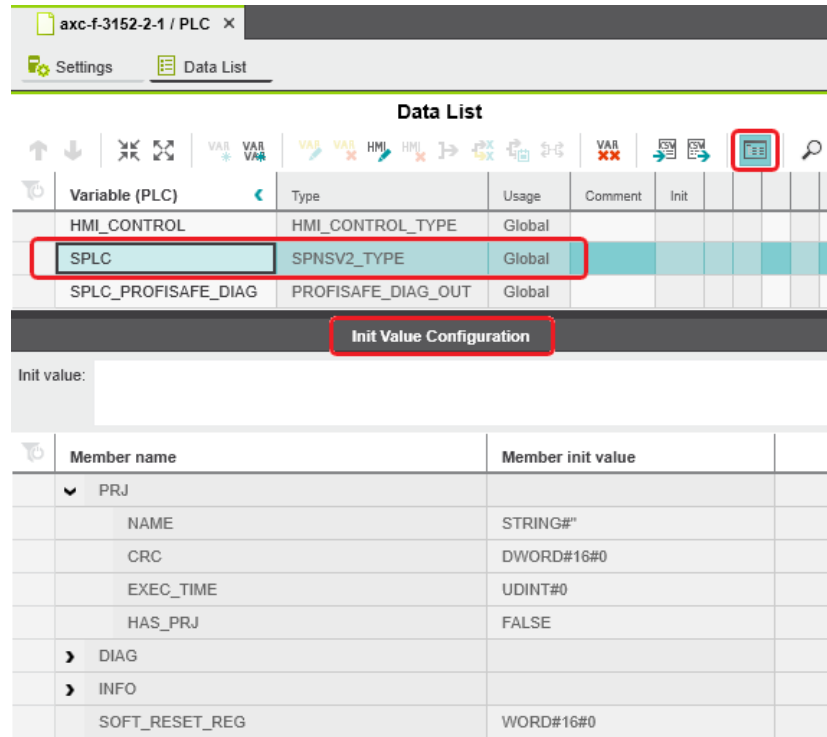 axc-f-3152-2-1 / PLC ×
Settings Data List
Data List
VAR VAR VAR VAR VAR HMI HMI VAR CSV CSV
Variable (PLC) Type Usage Comment Init
HMI_CONTROL HMI_CONTROL_TYPE Global
SPLC SPNSV2_TYPE Global
SPLC_PROFISAFE_DIAG PROFISAFE_DIAG_OUT Global
Init Value Configuration
Init value:
Member name Member init value
PRJ
NAME STRING#''
CRC DWORD#16#0
EXEC_TIME UDINT#0
HAS_PRJ FALSE
DIAG
INFO
SOFT_RESET_REG WORD#16#0